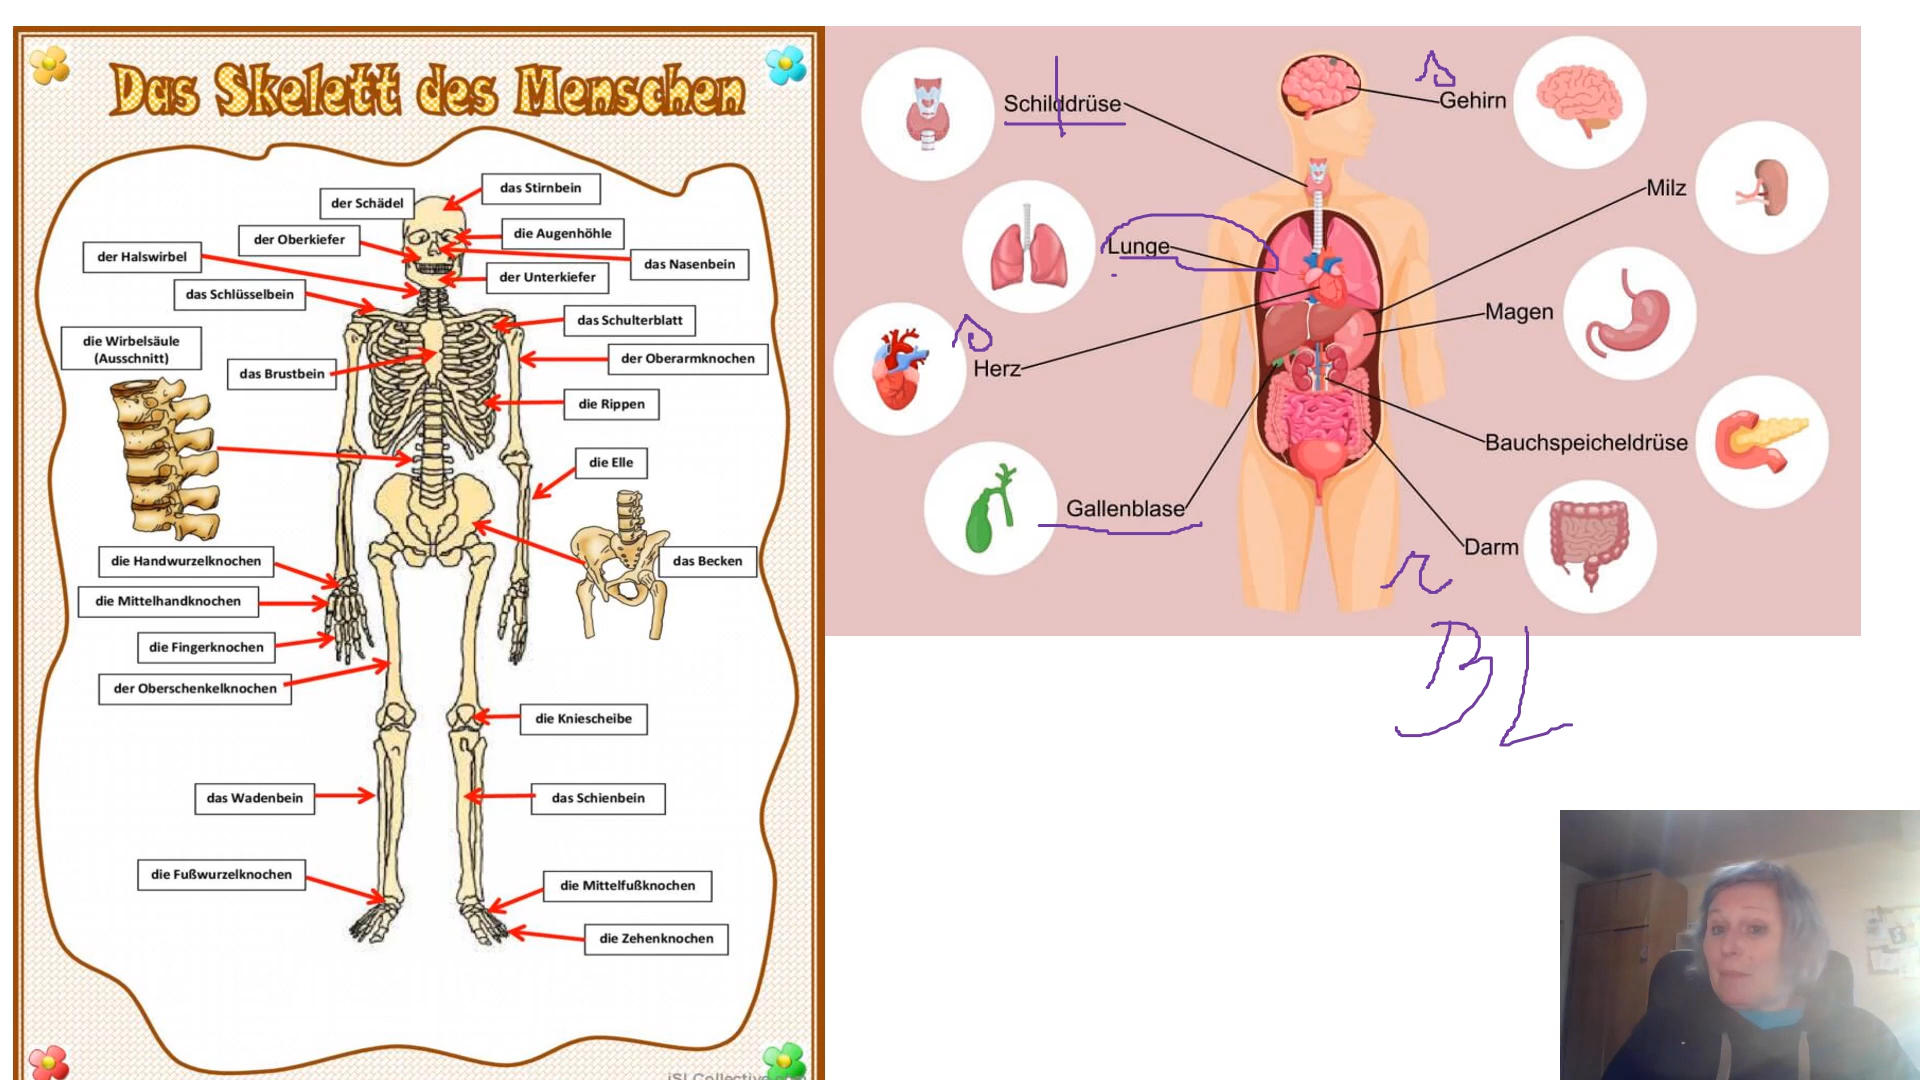 Das Skelett des Menschen
das Stirnbein
der Schädel
die Augenhöhle
der Oberkiefer
der Halswirbel
das Nasenbein
der Unterkiefer
das Schlüsselbein
das Schulterblatt
die Wirbelsäule
(Ausschnitt)
der Oberarmknochen
das Brustbein
die Rippen
die Elle
die Handwurzelknochen
das Becken
die Mittelhandknochen
die Fingerknochen
der Oberschenkelknochen
die Kniescheibe
das Wadenbein
das Schienbein
die Fußwurzelknochen
die Mittelfußknochen
die Zehenknochen
Schilddrüse
Gehirn
Milz
Lunge
Magen
Herz
Bauchspeicheldrüse
Gallenblase
Darm
r
BL